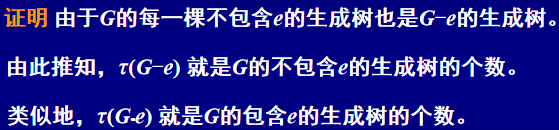 证明 由于G的每一棵不包含e的生成树也是G−e的生成树。
由此推知，τ(G−e) 就是G的不包含e的生成树的个数。
类似地，τ(G·e) 就是G的包含e的生成树的个数。